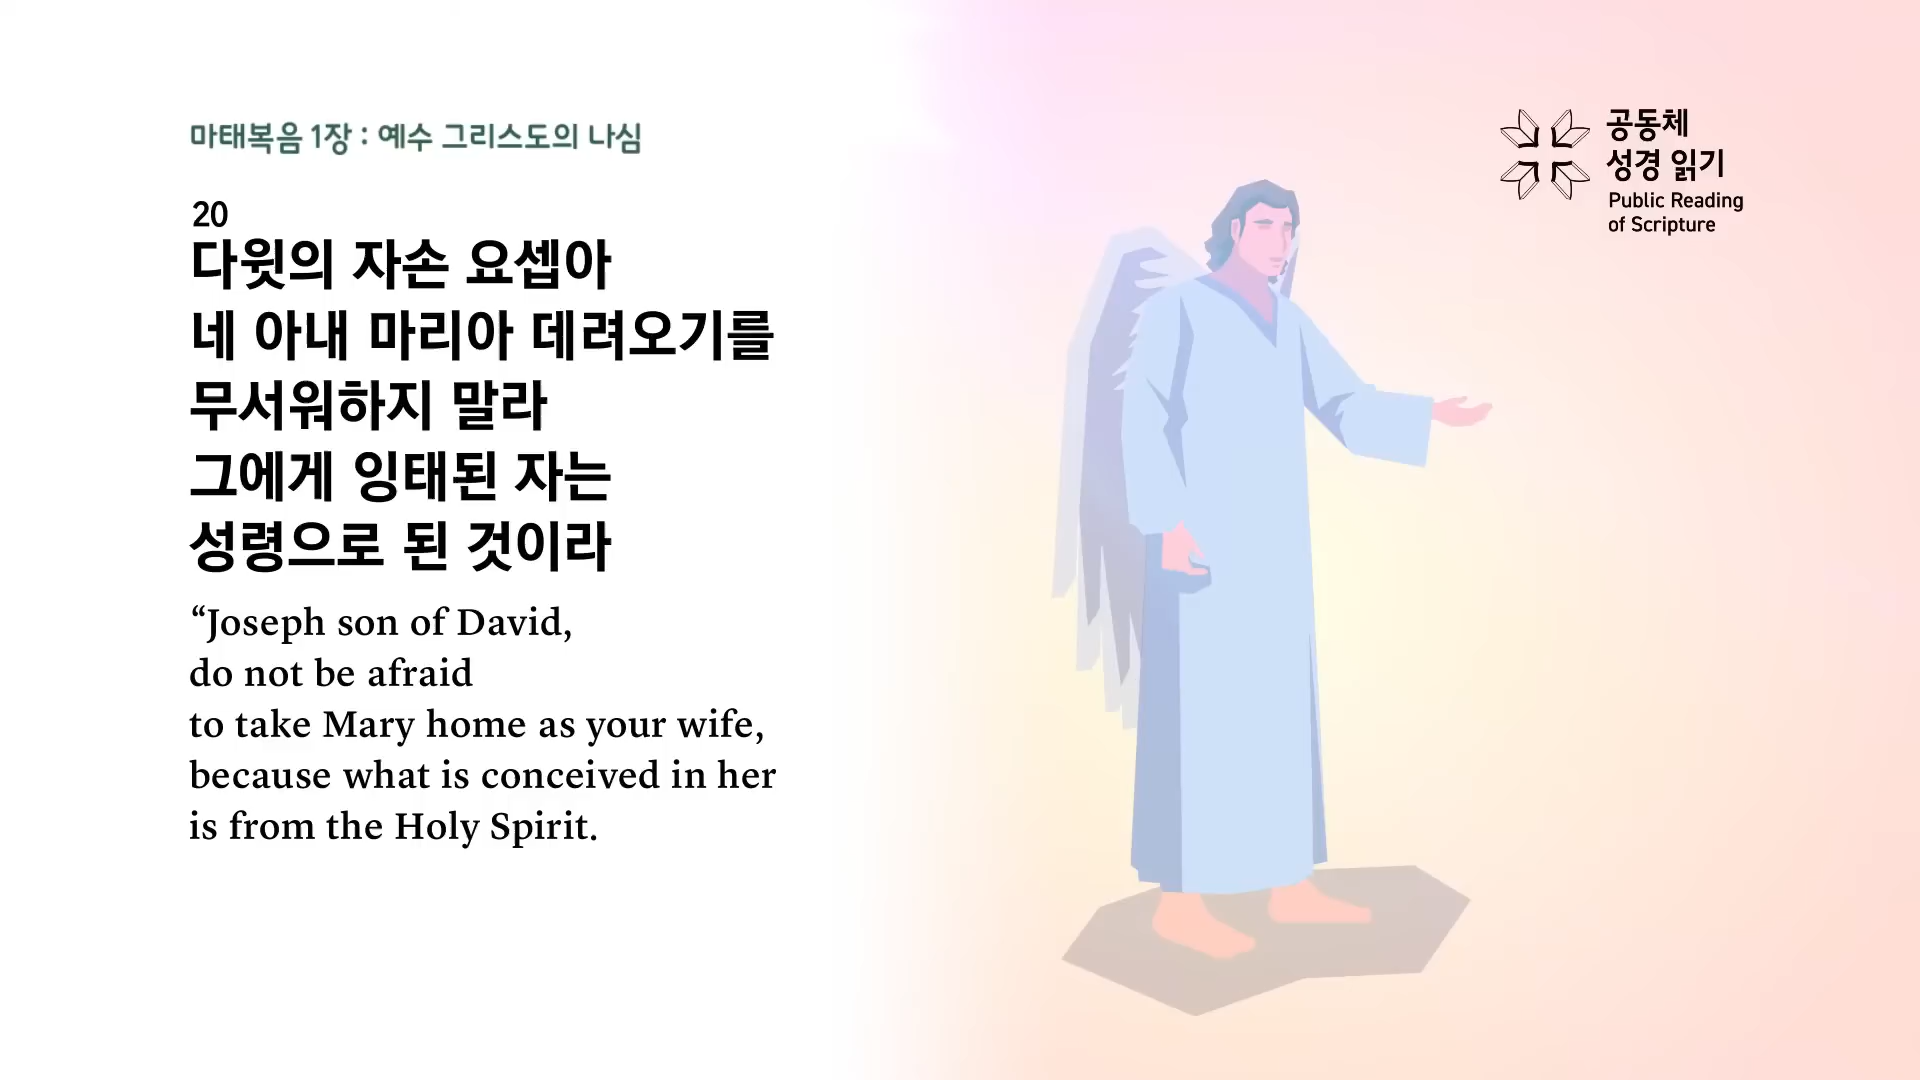 마태복음 1장 : 예수 그리스도의 나심
20
다윗의 자손 요셉아
네 아내 마리아 데려오기를
무서워하지 말라
그에게 잉태된 자는
성령으로 된 것이라
“Joseph son of David,
do not be afraid
to take Mary home as your wife,
because what is conceived in her
is from the Holy Spirit.
공동체
성경 읽기
Public Reading
of Scripture